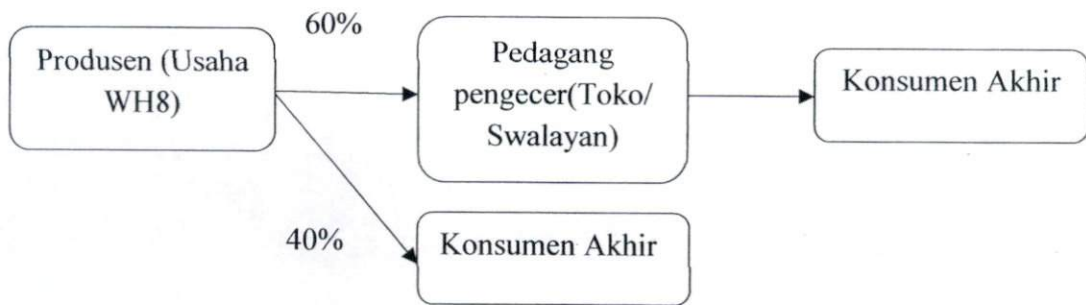 60%
Produsen (Usaha
WH8)
Pedagang
pengecer(Toko/
Swalayan)
Konsumen Akhir
40%
Konsumen Akhir